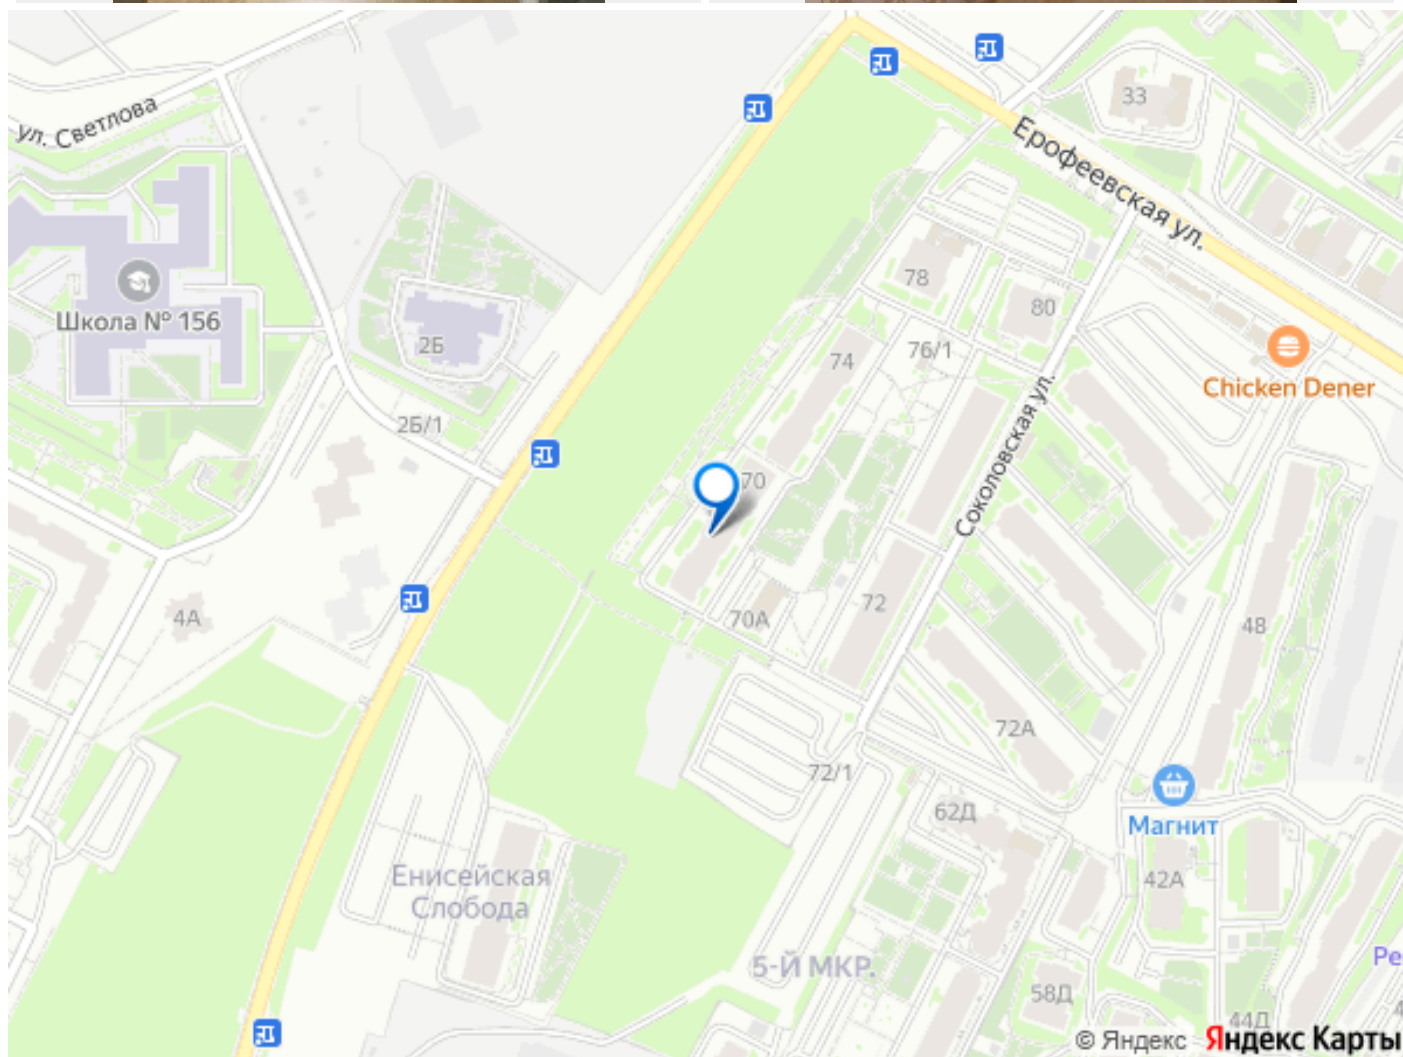 ул. Светлова
33
Ерофеевская ул.
Школа № 156
2Б
78
80
74
76/1
Chicken Dener
2Б/1
Соколовская ул.
70
4А
70А
72
48
72А
72/1
Магнит
62Д
42А
Енисейская
Слобода
5-Й МКР.
Ре
58Д
44Д
© Яндекс Яндекс Карты